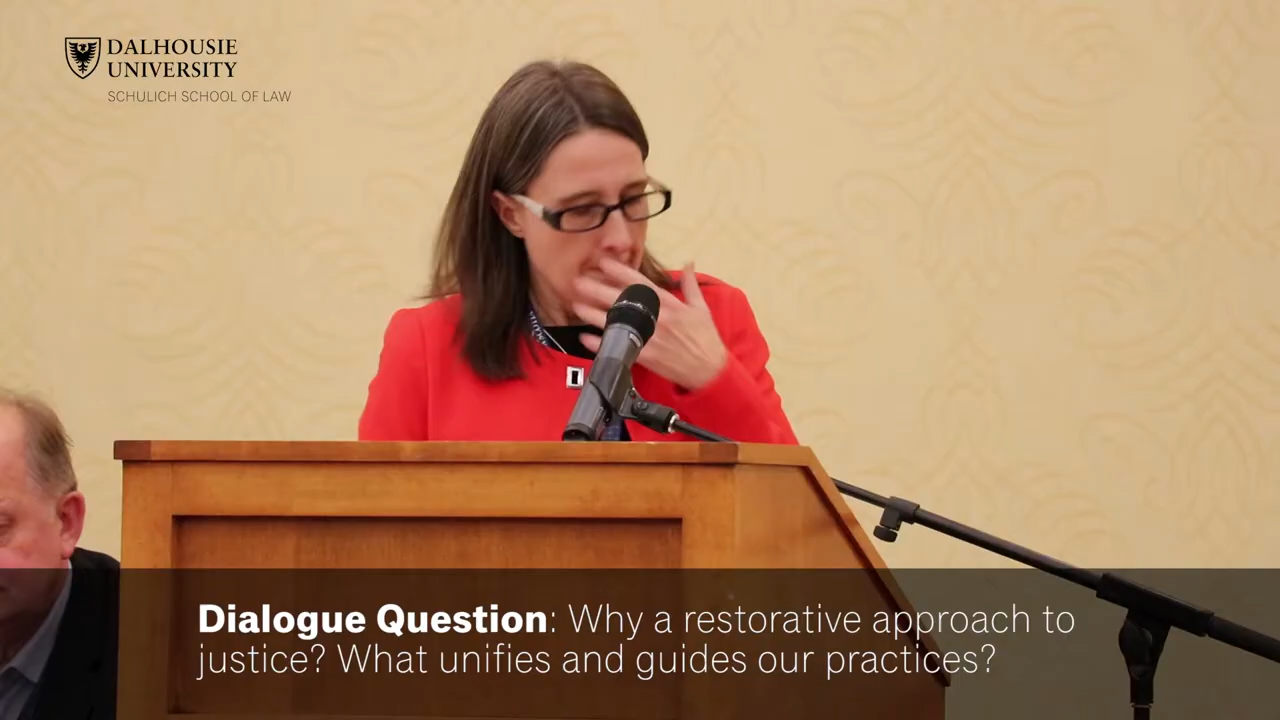 DALHOUSIE
UNIVERSITY
SCHULICH SCHOOL OF LAW
Dialogue Question: Why a restorative approach to
justice? What unifies and guides our practices?